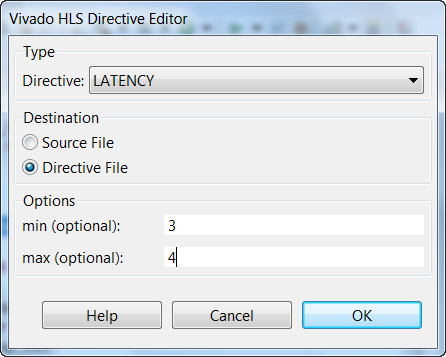 Vivado HLS Directive Editor
Type
Directive: LATENCY
Destination
Source File
Directive File
Options
min (optional): 3
max (optional): 4
Help Cancel OK